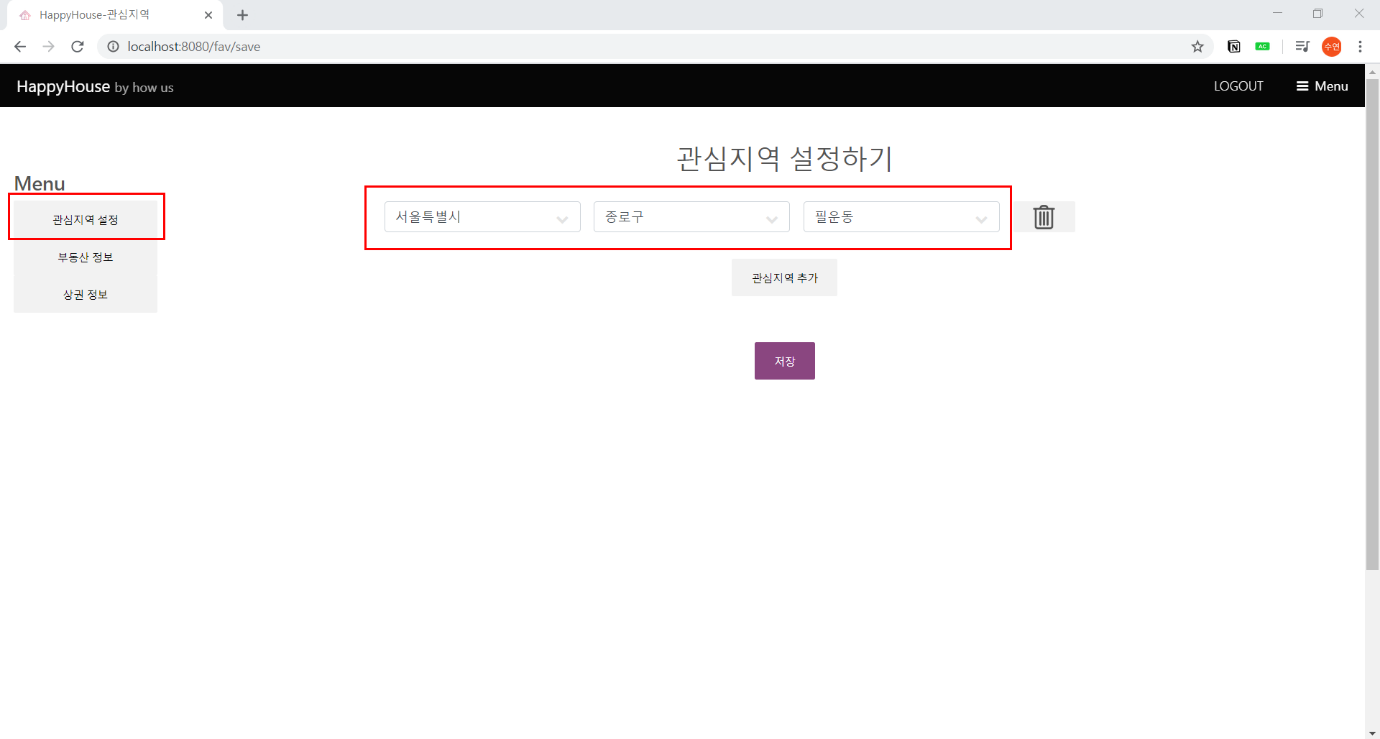 HappyHouse-관심지역
localhost:8080/fav/save
AC
수연
HappyHouse by how us
LOGOUT
Menu
관심지역 설정하기
Menu
관심지역 설정
부동산 정보
상권 정보
서울특별시
종로구
필운동
관심지역 추가
저장